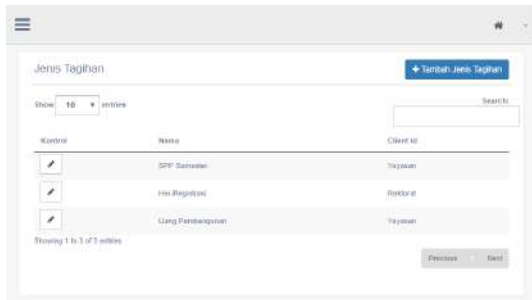 Jenis Tagihan
+ Tambah Jenis Tagihan
Show 10 entries
Search:
Kontrol Nama Client Id
SPP Semester Yayasan
Her-Registrasi Rektorat
Uang Pembangunan Yayasan
Showing 1 to 3 of 3 entries
Previous 1 Next